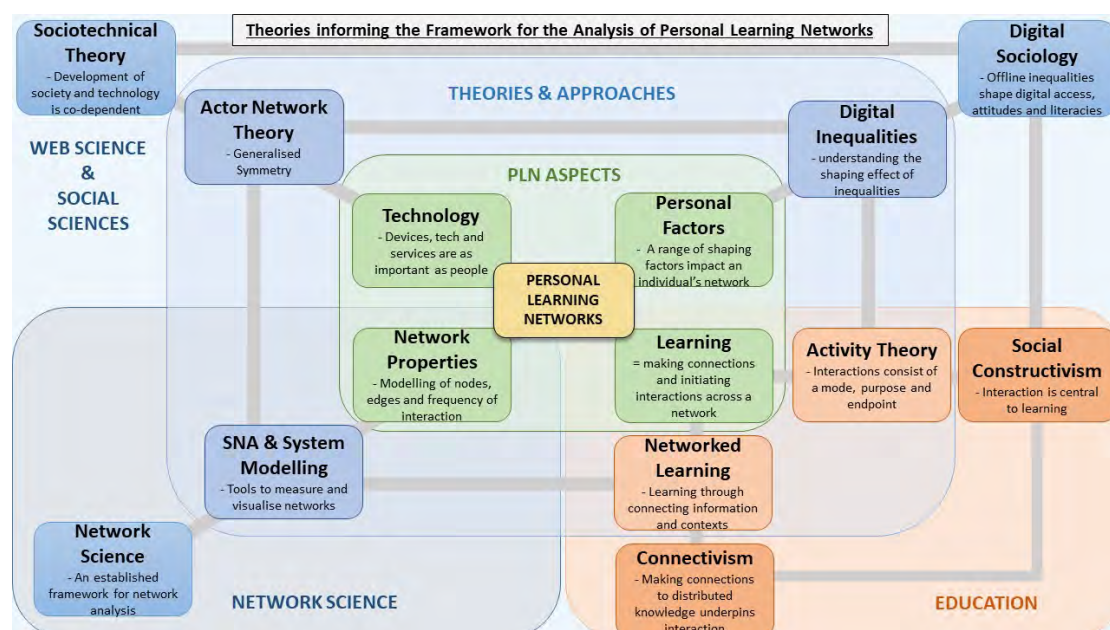 Theories informing the Framework for the Analysis of Personal Learning Networks
Sociotechnical
Theory
- Development of
society and technology
is co-dependent
Digital
Sociology
- Offline inequalities
shape digital access,
attitudes and literacies
THEORIES & APPROACHES
Actor Network
Theory
- Generalised
Symmetry
Digital
Inequalities
- understanding the
shaping effect of
inequalities
WEB SCIENCE
&
SOCIAL
SCIENCES
PLN ASPECTS
Technology
- Devices, tech and
services are as
important as people
Personal
Factors
- A range of shaping
factors impact an
individual's network
PERSONAL
LEARNING
NETWORKS
Network
Properties
- Modelling of nodes,
edges and frequency of
interaction
Learning
= making connections
and initiating
interactions across a
network
Activity Theory
- Interactions consist of
a mode, purpose and
endpoint
Social
Constructivism
- Interaction is central
to learning
SNA & System
Modelling
- Tools to measure and
visualise networks
Networked
Learning
- Learning through
connecting information
and contexts
Network
Science
- An established
framework for network
analysis
NETWORK SCIENCE
Connectivism
- Making connections
to distributed
knowledge underpins
interaction
EDUCATION